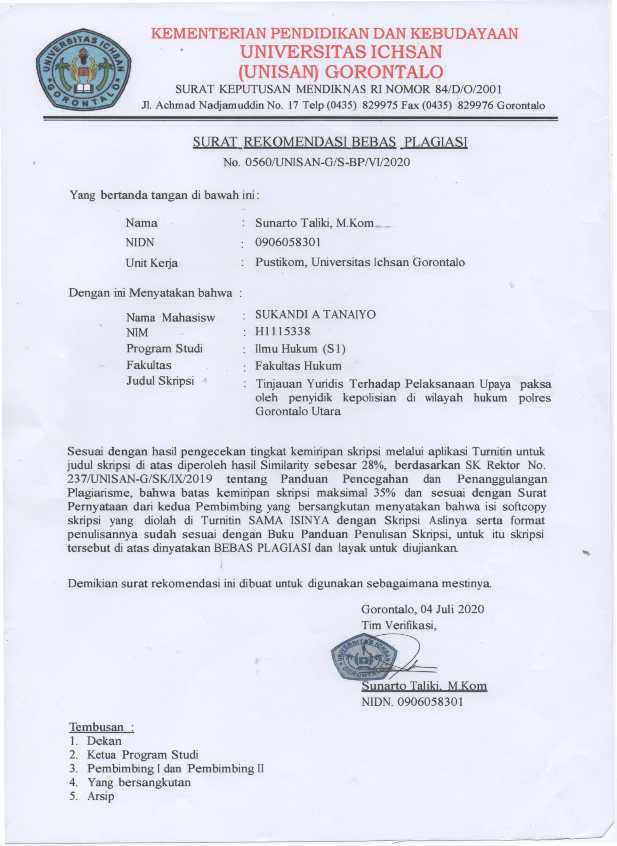 KEMENTERIAN PENDIDIKAN DAN KEBUDAYAAN
UNIVERSITAS ICHSAN
(UNISAN) GORONTALO
SURAT KEPUTUSAN MENDIKNAS RI NOMOR 84/D/O/2001
Jl. Achmad Nadjamuddin No. 17 Telp (0435) 829975 Fax (0435) 829976 Gorontalo
UNIVERSITAS ICHSAN
GORONTALO
SURAT REKOMENDASI BEBAS PLAGIASI
No. 0560/UNISAN-G/S-BP/VI/2020
Yang bertanda tangan di bawah ini :
Nama : Sunarto Taliki, M.Kom
NIDN : 0906058301
Unit Kerja : Pustikom, Universitas Ichsan Gorontalo
Dengan ini Menyatakan bahwa :
Nama Mahasisw : SUKANDI A TANAIYO
NIM : H1115338
Program Studi : Ilmu Hukum (S1)
Fakultas : Fakultas Hukum
Judul Skripsi : Tinjauan Yuridis Terhadap Pelaksanaan Upaya paksa
oleh penyidik kepolisian di wilayah hukum polres
Gorontalo Utara
Sesuai dengan hasil pengecekan tingkat kemiripan skripsi melalui aplikasi Turnitin untuk
judul skripsi di atas diperoleh hasil Similarity sebesar 28%, berdasarkan SK Rektor No.
237/UNISAN-G/SK/IX/2019 tentang Panduan Pencegahan dan Penanggulangan
Plagiarisme, bahwa batas kemiripan skripsi maksimal 35% dan sesuai dengan Surat
Pernyataan dari kedua Pembimbing yang bersangkutan menyatakan bahwa isi softcopy
skripsi yang diolah di Turnitin SAMA ISINYA dengan Skripsi Aslinya serta format
penulisannya sudah sesuai dengan Buku Panduan Penulisan Skripsi, untuk itu skripsi
tersebut di atas dinyatakan BEBAS PLAGIASI dan layak untuk diujiankan.
Demikian surat rekomendasi ini dibuat untuk digunakan sebagaimana mestinya.
Gorontalo, 04 Juli 2020
Tim Verifikasi,
Sunarto Taliki, M.Kom
NIDN. 0906058301
Tembusan :
1. Dekan
2. Ketua Program Studi
3. Pembimbing I dan Pembimbing II
4. Yang bersangkutan
5. Arsip